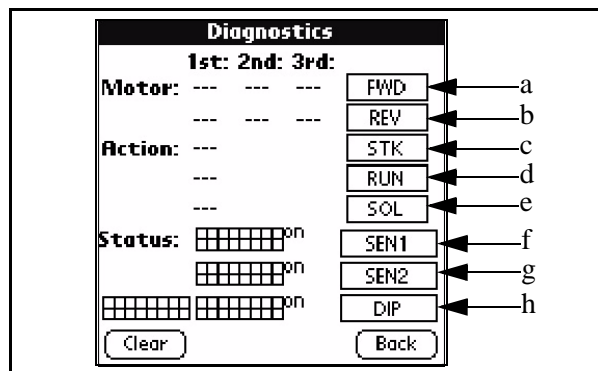 Diagnostics
1st: 2nd: 3rd:
Motor: --- --- --- FWD a
--- --- --- REV b
Action: --- STK c
--- RUN d
--- SOL e
Status: on SEN1 f
on SEN2 g
on DIP h
Clear Back